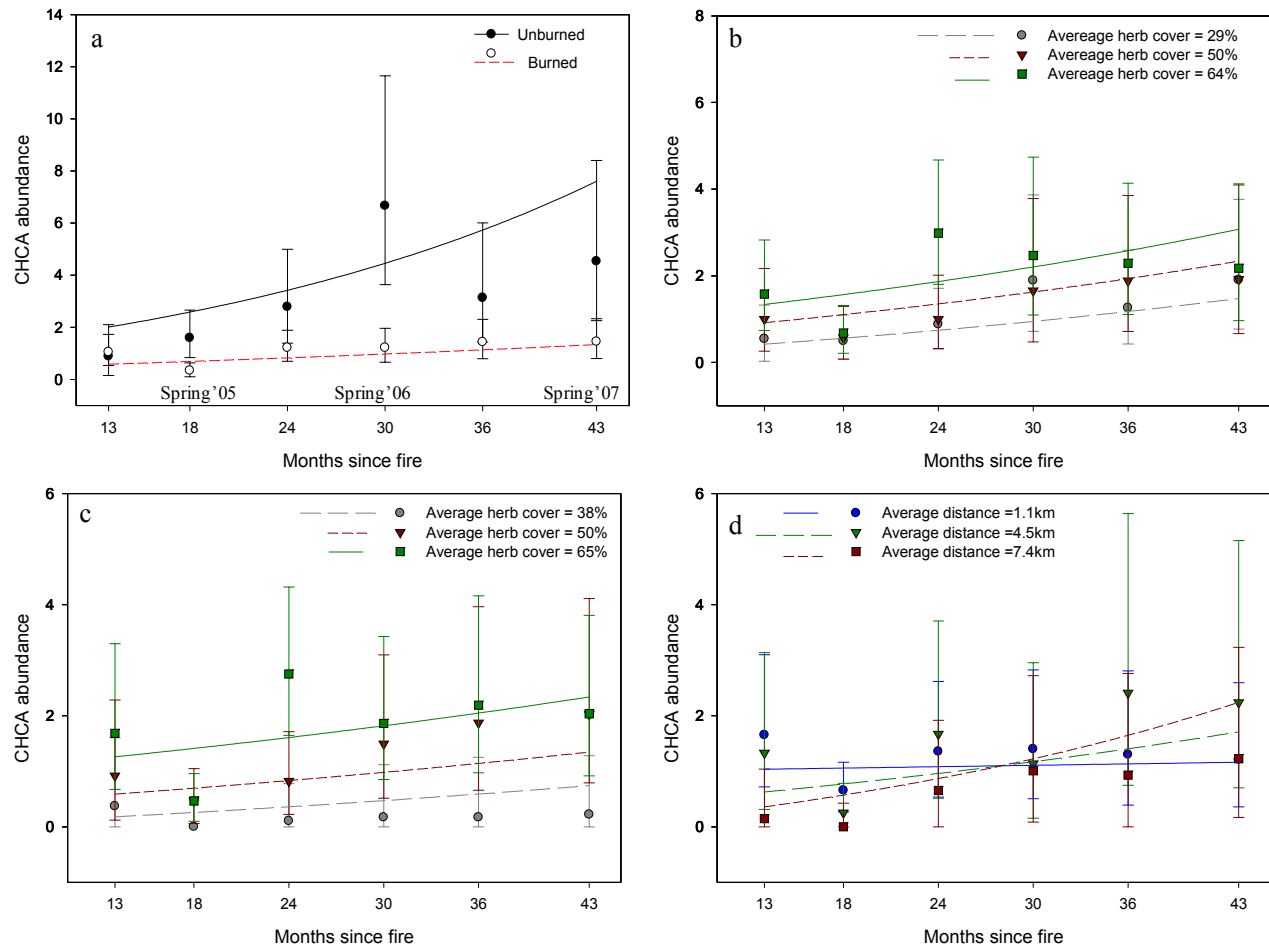 a
Unburned
Burned
14
12
10
8
6
4
2
0
CHCA abundance
Spring’05
Spring’06
Spring’07
13 18 24 30 36 43
Months since fire
b
Avereage herb cover = 29%
Avereage herb cover = 50%
Avereage herb cover = 64%
8
6
4
2
0
CHCA abundance
13 18 24 30 36 43
Months since fire
c
Average herb cover = 38%
Average herb cover = 50%
Average herb cover = 65%
6
4
2
0
CHCA abundance
13 18 24 30 36 43
Months since fire
d
Average distance =1.1km
Average distance =4.5km
Average distance =7.4km
6
4
2
0
CHCA abundance
13 18 24 30 36 43
Months since fire